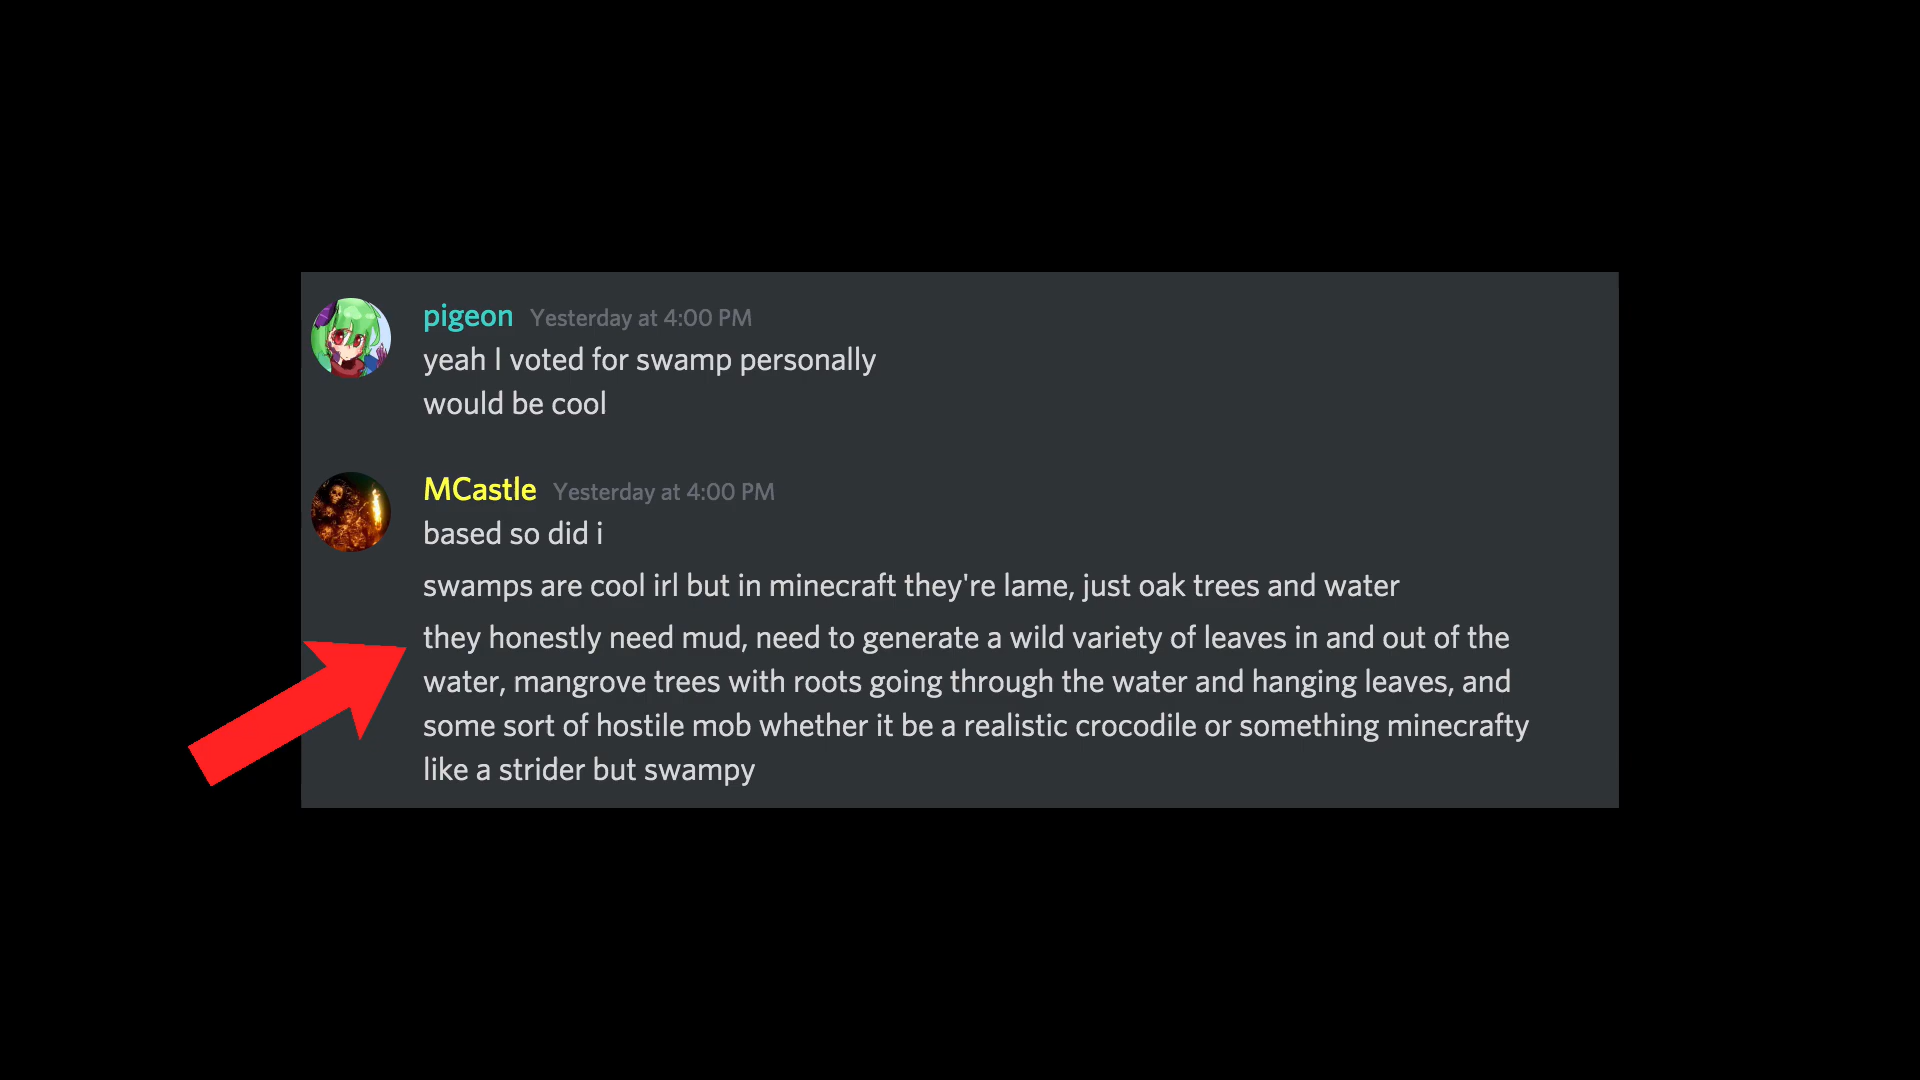 pigeon Yesterday at 4:00 PM
yeah I voted for swamp personally
would be cool
MCastle Yesterday at 4:00 PM
based so did i
swamps are cool irl but in minecraft they're lame, just oak trees and water
they honestly need mud, need to generate a wild variety of leaves in and out of the
water, mangrove trees with roots going through the water and hanging leaves, and
some sort of hostile mob whether it be a realistic crocodile or something minecrafty
like a strider but swampy